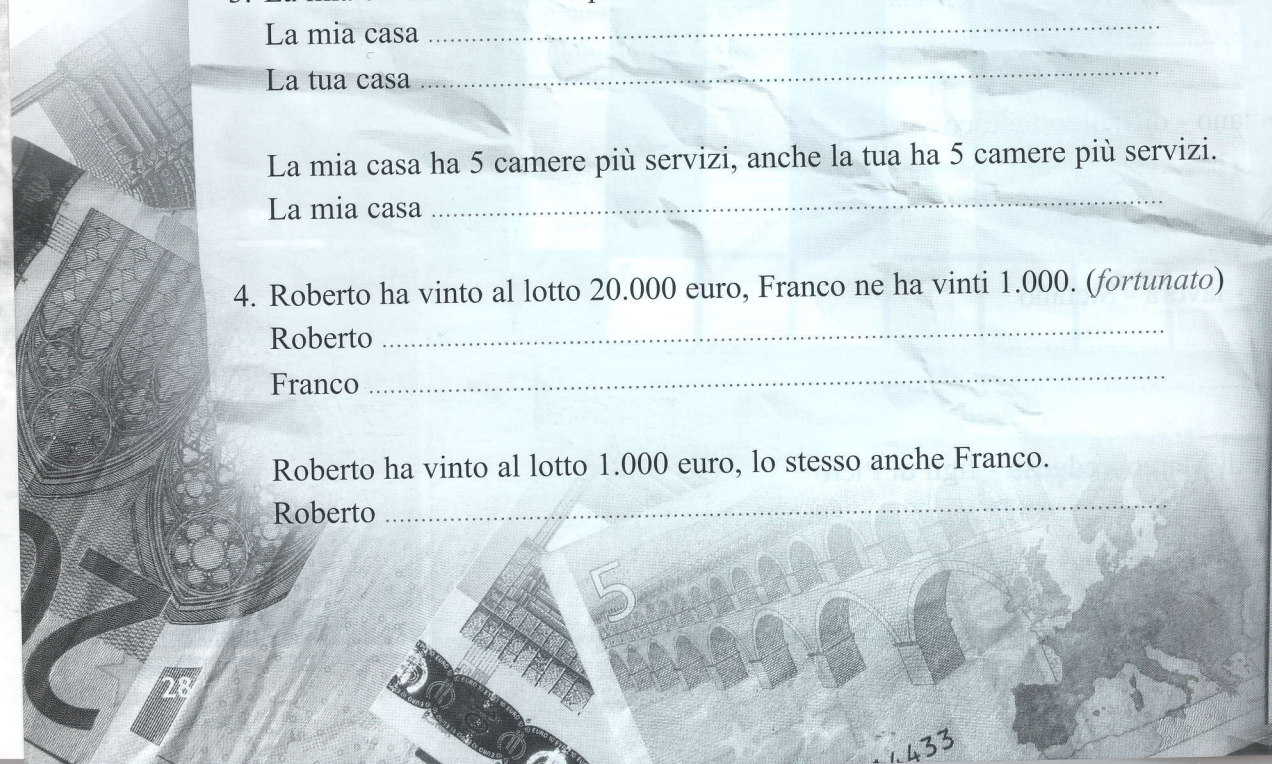 La mia casa
La tua casa
La mia casa ha 5 camere più servizi, anche la tua ha 5 camere più servizi.
La mia casa
4. Roberto ha vinto al lotto 20.000 euro, Franco ne ha vinti 1.000. (fortunato)
Roberto
Franco
Roberto ha vinto al lotto 1.000 euro, lo stesso anche Franco.
Roberto
5
28
4433